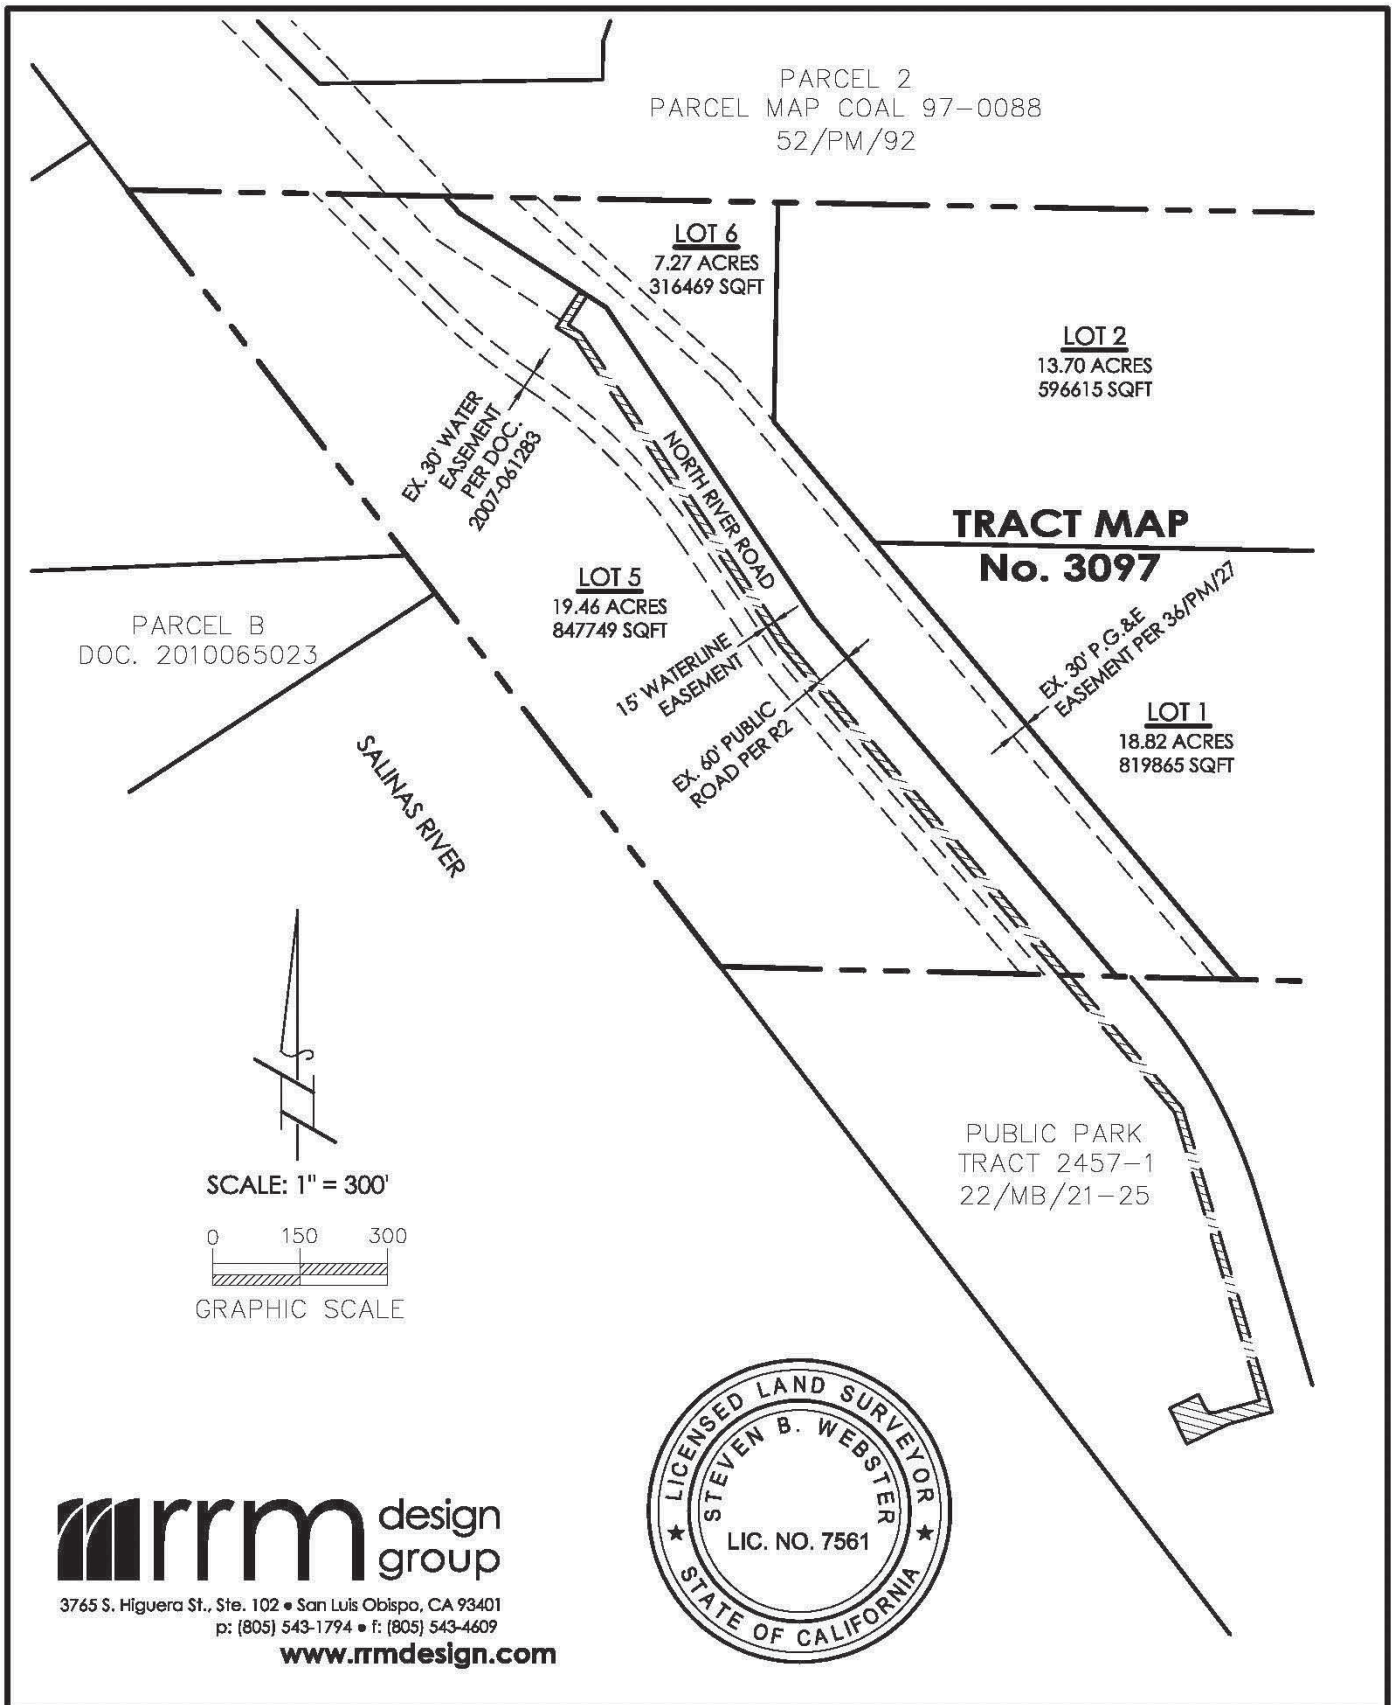 PARCEL 2
PARCEL MAP COAL 97-0088
52/PM/92
LOT 6
7.27 ACRES
316469 SQFT
LOT 2
13.70 ACRES
596615 SQFT
EX. 30' WATER
EASEMENT
PER DOC.
2007-061283
NORTH RIVER ROAD
TRACT MAP
No. 3097
LOT 5
19.46 ACRES
847749 SQFT
PARCEL B
DOC. 2010065023
15' WATERLINE
EASEMENT
EX. 60' PUBLIC
ROAD PER R2
EX. 30' P.G.&E
EASEMENT PER 36/PM/27
LOT 1
18.82 ACRES
819865 SQFT
SALINAS RIVER
SCALE: 1" = 300'
0 150 300
GRAPHIC SCALE
PUBLIC PARK
TRACT 2457-1
22/MB/21-25
LICENSED LAND SURVEYOR
STEVEN B. WEBSTER
LIC. NO. 7561
STATE OF CALIFORNIA
rrm design
group
3765 S. Higuera St., Ste. 102 • San Luis Obispo, CA 93401
p: (805) 543-1794 • f: (805) 543-4609
www.rrmdesign.com